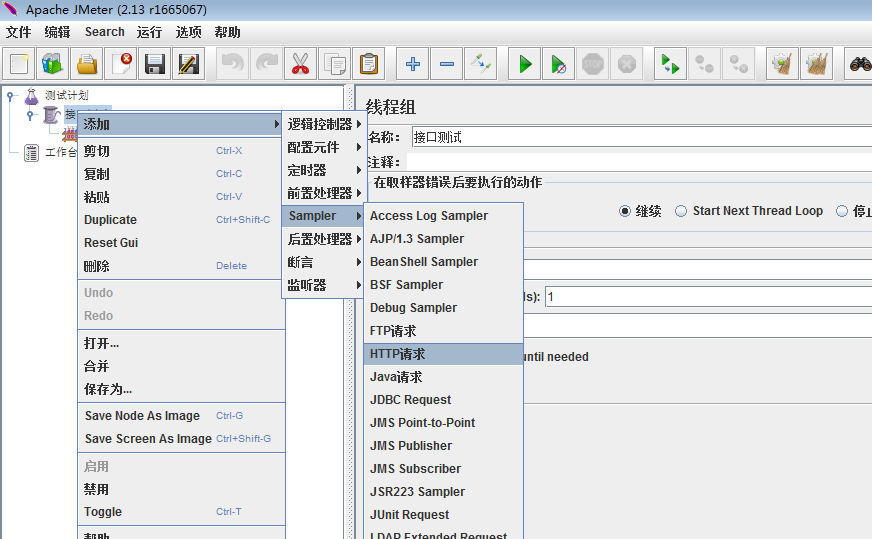 Apache JMeter (2.13 r1665067)
文件 编辑 Search 运行 选项 帮助
STOP
测试计划
工作台
添加
剪切 Ctrl-X
复制 Ctrl-C
粘贴 Ctrl-V
Duplicate Ctrl+Shift-C
Reset Gui
删除 Delete
Undo
Redo
打开...
合并
保存为...
Save Node As Image Ctrl-G
Save Screen As Image Ctrl+Shift-G
启用
禁用
Toggle Ctrl-T
帮助
逻辑控制器
配置元件
定时器
前置处理器
Sampler
后置处理器
断言
监听器
Access Log Sampler
AJP/1.3 Sampler
BeanShell Sampler
BSF Sampler
Debug Sampler
FTP请求
HTTP请求
Java请求
JDBC Request
JMS Point-to-Point
JMS Publisher
JMS Subscriber
JSR223 Sampler
JUnit Request
LDAP Extended Request
线程组
名称: 接口测试
注释:
在取样器错误后要执行的动作
继续 Start Next Thread Loop 停止
ds): 1
until needed